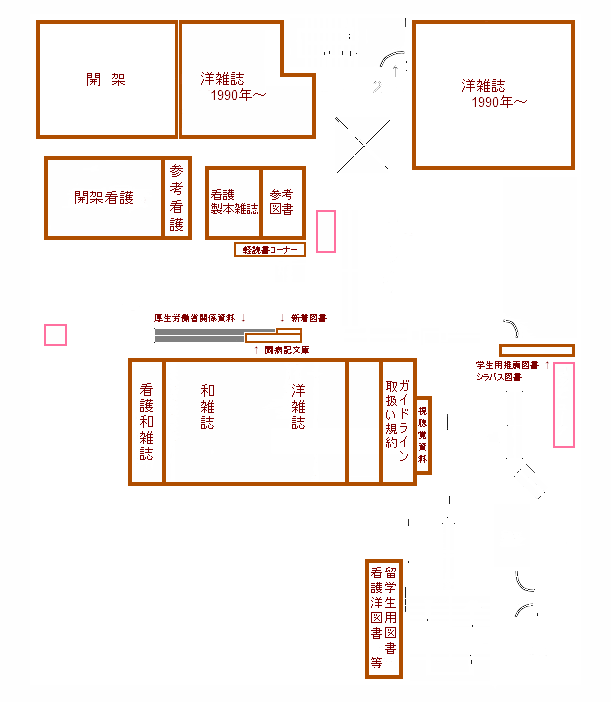 開 架
洋雑誌
1990年～
洋雑誌
1990年～
開架看護
参考看護
看護
製本雑誌
参考
図書
軽読書コーナー
厚生労働省関係資料 ↓
↓ 新着図書
↑ 闘病記文庫
学生用推薦図書 ↑
シラバス図書
看護和雑誌
和雑誌
洋雑誌
ガイドライン
取扱い規約
視聴覚資料
留学生用図書
看護洋図書 等